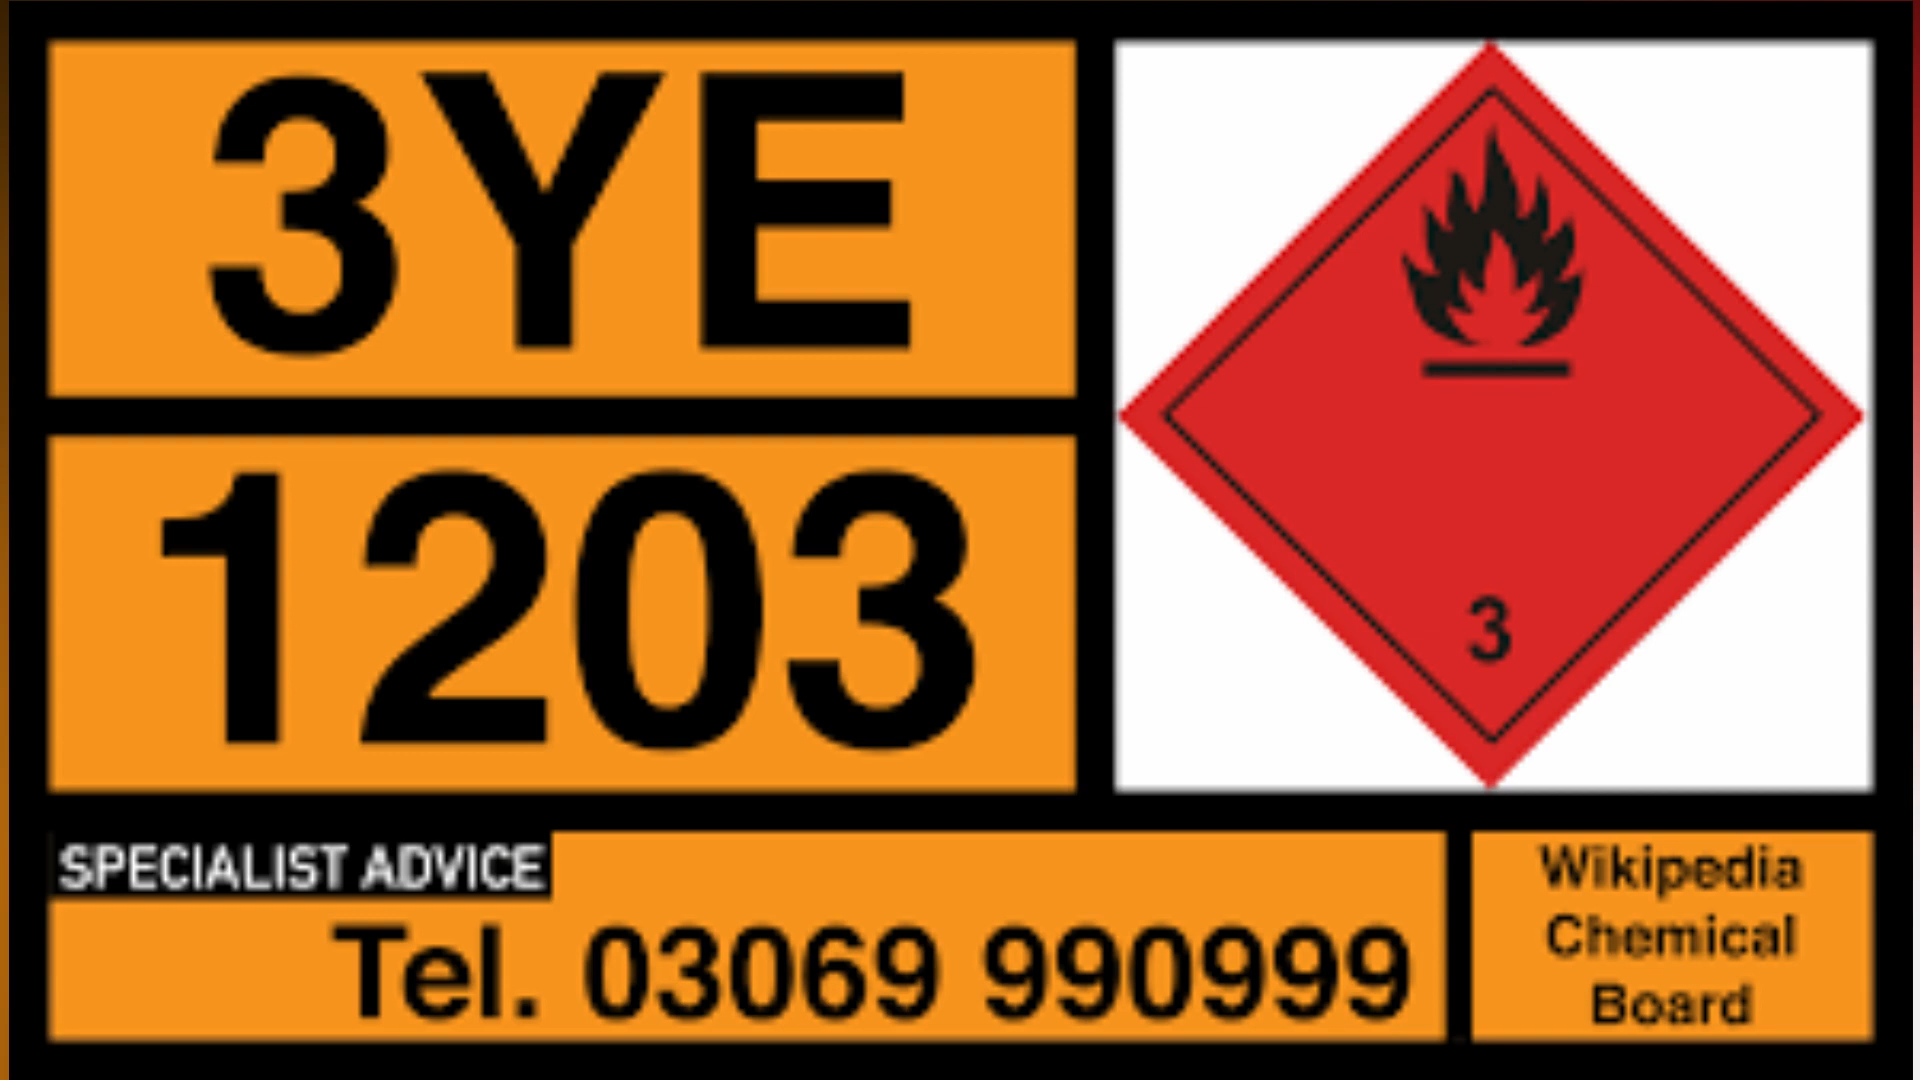 3YE
1203
3
SPECIALIST ADVICE
Tel. 03069 990999
Wikipedia
Chemical
Board